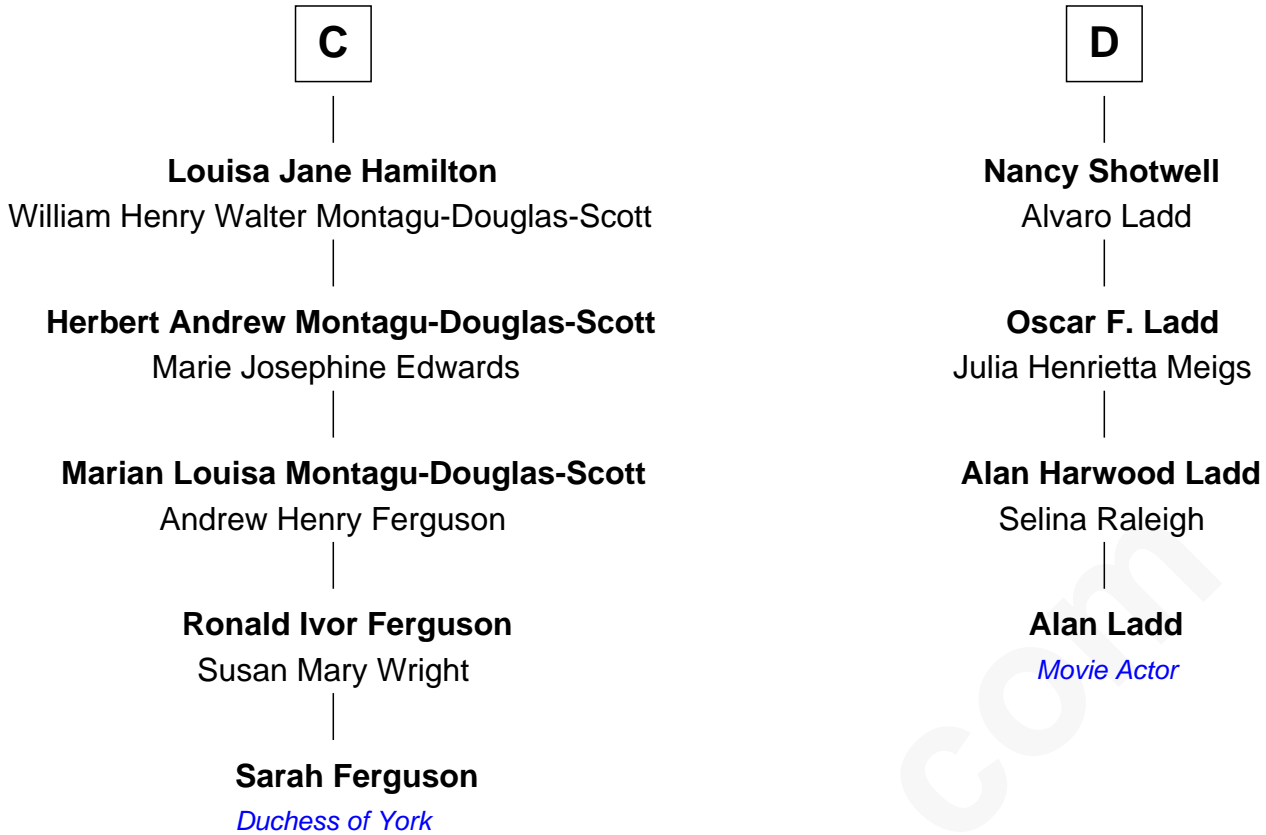 C
Louisa Jane Hamilton
William Henry Walter Montagu-Douglas-Scott
Herbert Andrew Montagu-Douglas-Scott
Marie Josephine Edwards
Marian Louisa Montagu-Douglas-Scott
Andrew Henry Ferguson
Ronald Ivor Ferguson
Susan Mary Wright
Sarah Ferguson
Duchess of York
D
Nancy Shotwell
Alvaro Ladd
Oscar F. Ladd
Julia Henrietta Meigs
Alan Harwood Ladd
Selina Raleigh
Alan Ladd
Movie Actor
com